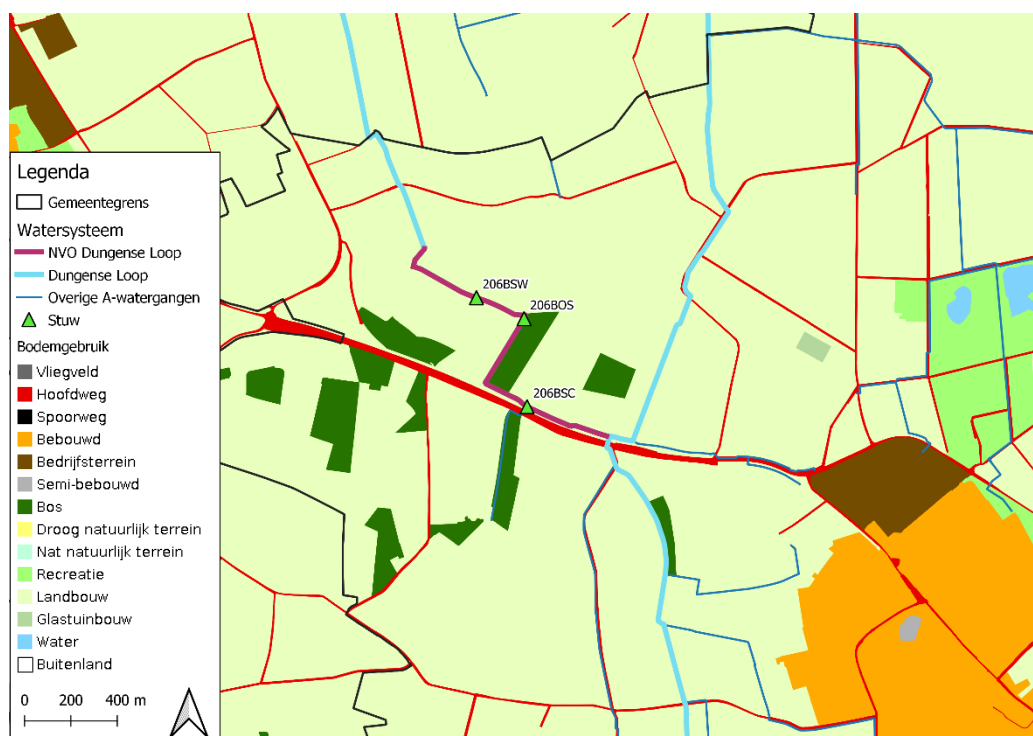 206BSW
206BOS
206BSC
Legenda
Gemeentegrens
Watersysteem
NVO Dungense Loop
Dungense Loop
Overige A-watergangen
Stuw
Bodemgebruik
Vliegveld
Hoofdweg
Spoorweg
Bebouwd
Bedrijfsterrein
Semi-bebouwd
Bos
Droog natuurlijk terrein
Nat natuurlijk terrein
Recreatie
Landbouw
Glastuinbouw
Water
Buitenland
0 200 400 m